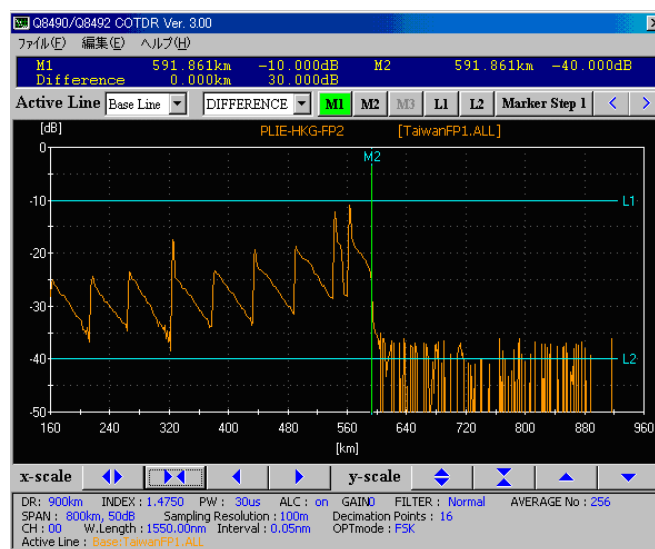 Q8490/Q8492 COTDR Ver. 3.00
ファイル(F) 編集(E) ヘルプ(H)
M1 591.861km -10.000dB M2 591.861km -40.000dB
Difference 0.000km 30.000dB
Active Line Base Line DIFFERENCE M1 M2 M3 L1 L2 Marker Step 1 < >
[dB] PLIE-HKG-FP2 [TaiwanFP1.ALL]
M2
0
-10 L1
-20
-30
-40 L2
-50
160 240 320 400 480 560 640 720 800 880 960
[km]
x-scale y-scale
DR: 900km INDEX : 1.4750 PW : 30us ALC : on GAIN0 FILTER : Normal AVERAGE No : 256
SPAN : 800km, 50dB Sampling Resolution : 100m Decimation Points : 16
CH : 00 W.Length : 1550.00nm Interval : 0.05nm OPTmode : FSK
Active Line : Base:TaiwanFP1.ALL